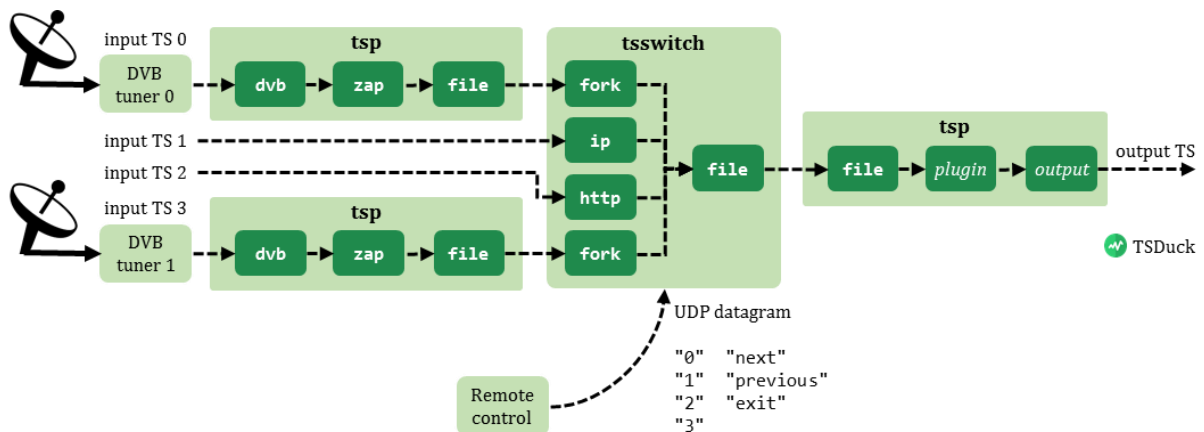 input TS 0
DVB
tuner 0
tsp
dvb
zap
file
input TS 1
input TS 2
input TS 3
DVB
tuner 1
tsp
dvb
zap
file
tsswitch
fork
ip
http
fork
file
tsp
file
plugin
output
output TS
TSDuck
Remote
control
UDP datagram
"0" "next"
"1" "previous"
"2" "exit"
"3"